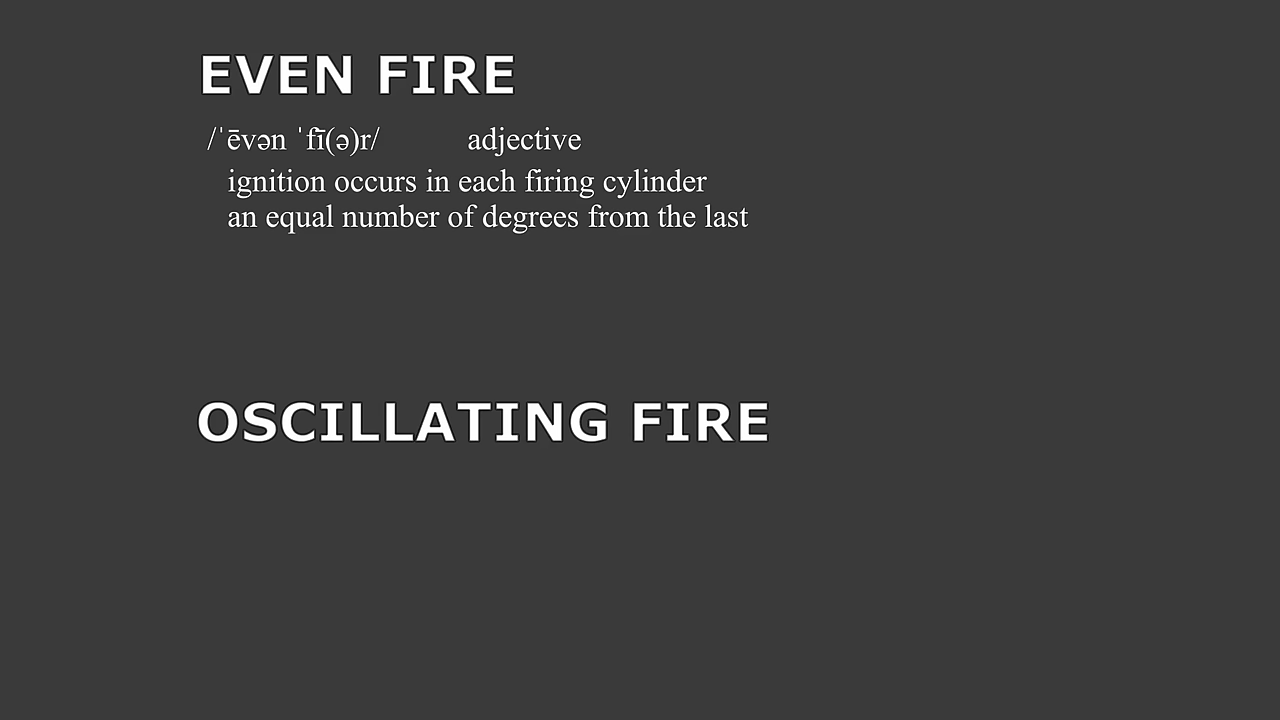 EVEN FIRE
/ˈēvən ˈfī(ə)r/ adjective
ignition occurs in each firing cylinder
an equal number of degrees from the last
OSCILLATING FIRE